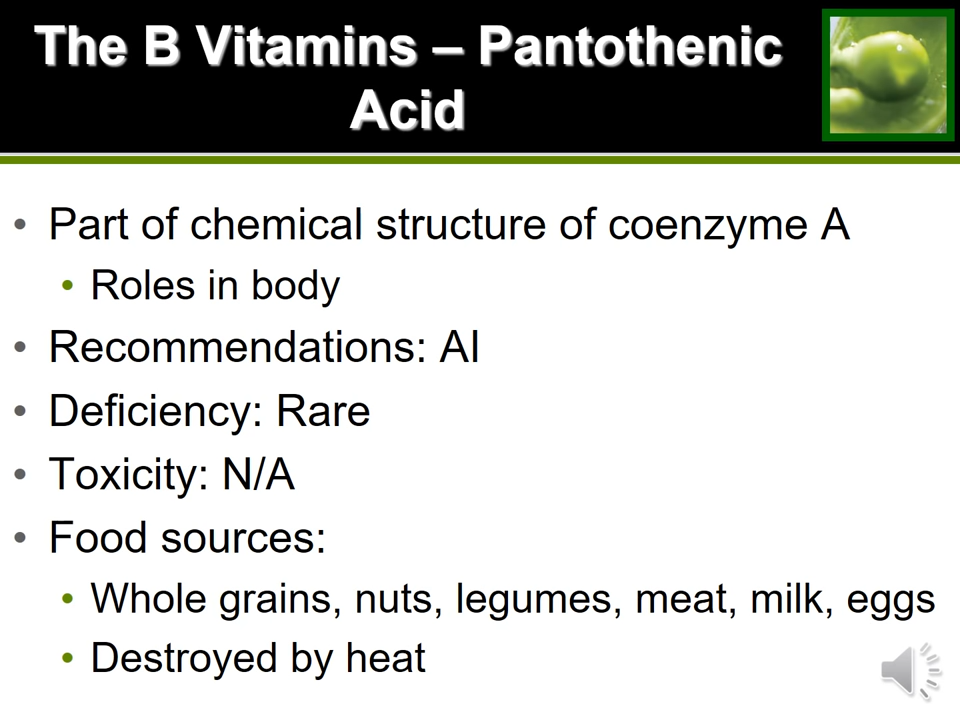 The B Vitamins – Pantothenic
Acid
• Part of chemical structure of coenzyme A
• Roles in body
• Recommendations: AI
• Deficiency: Rare
• Toxicity: N/A
• Food sources:
• Whole grains, nuts, legumes, meat, milk, eggs
• Destroyed by heat